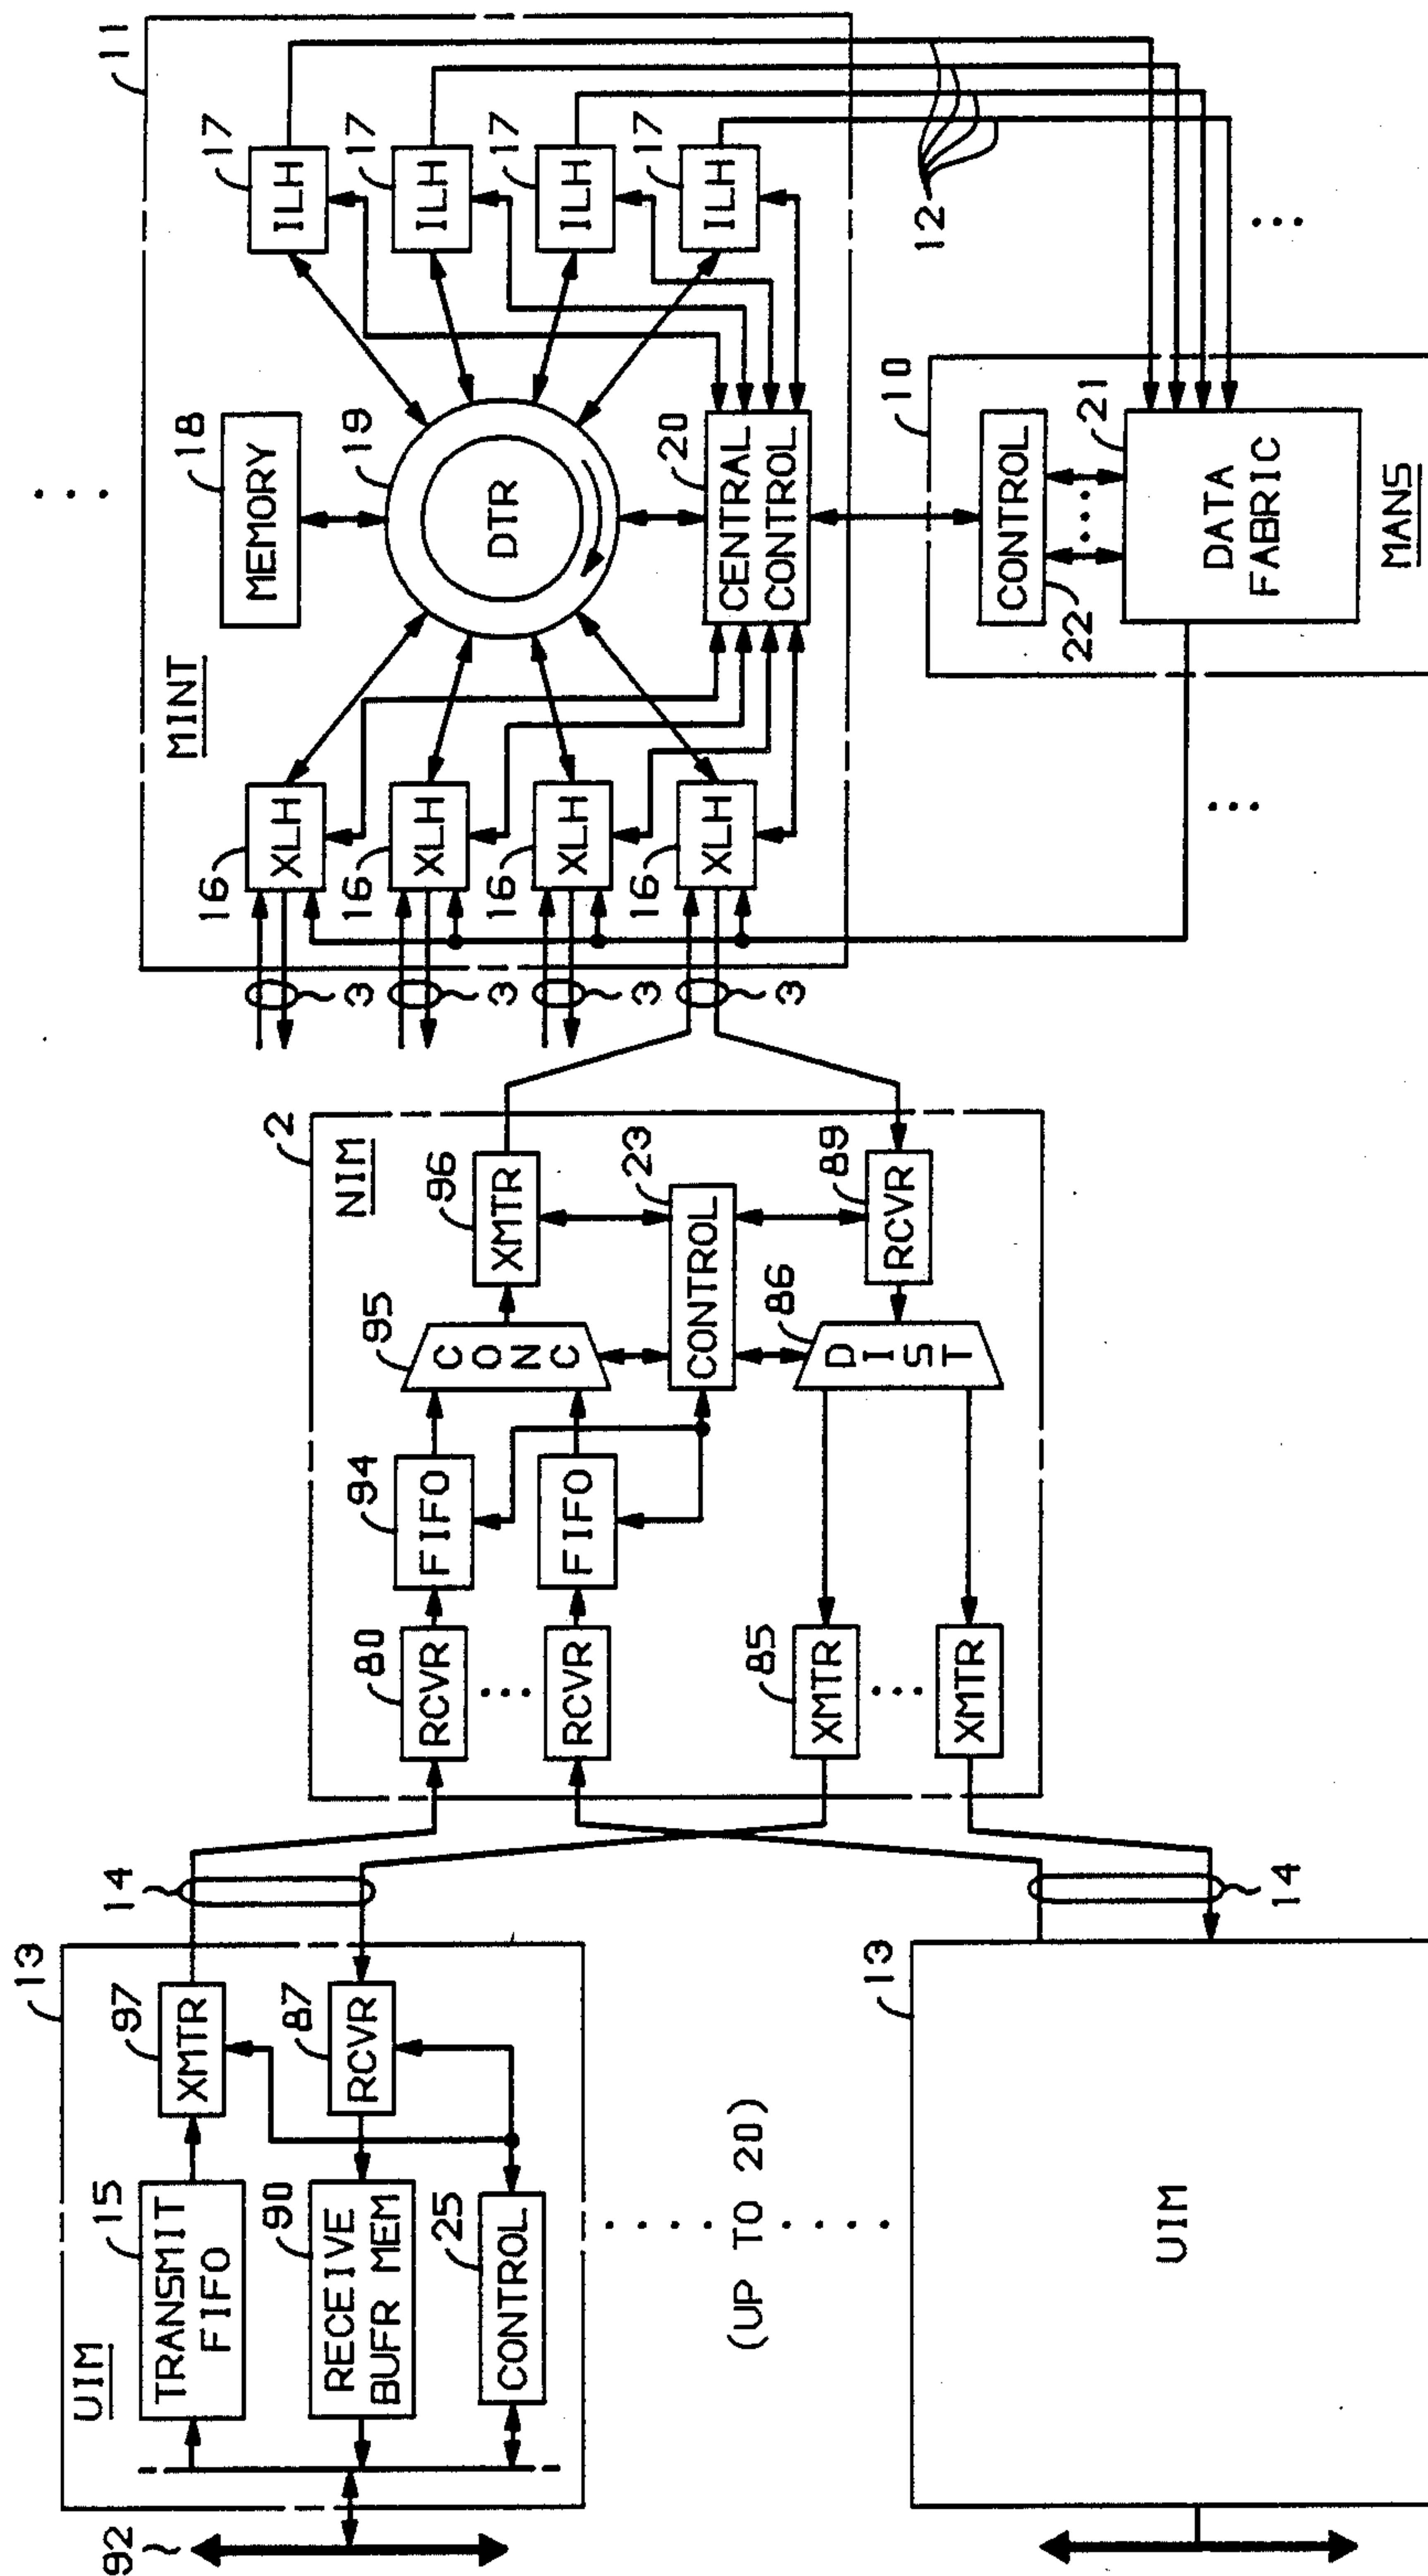 92
13
UIM
15
TRANSMIT
FIFO
97
XMTR
14
90
RECEIVE
BUFR MEM
87
RCVR
25
CONTROL
(UP TO 20)
13
UIM
14
2
NIM
80
RCVR
94
FIFO
95
CONC
96
XMTR
RCVR
FIFO
23
CONTROL
85
XMTR
86
DIST
89
RCVR
XMTR
11
MINT
3
16
XLH
3
16
XLH
3
16
XLH
3
16
XLH
18
MEMORY
19
DTR
20
CENTRAL
CONTROL
17
ILH
17
ILH
17
ILH
17
ILH
12
10
22
CONTROL
21
DATA
FABRIC
MANS